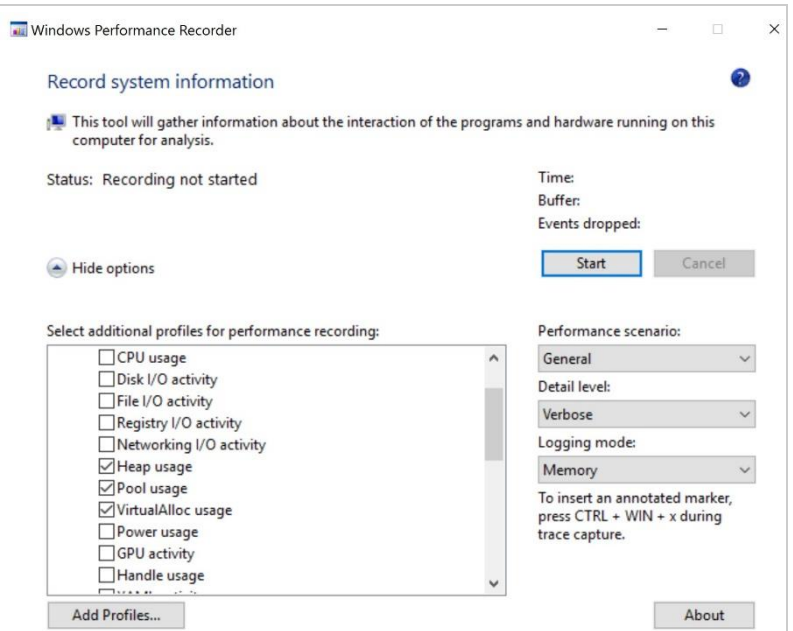 Windows Performance Recorder
Record system information
This tool will gather information about the interaction of the programs and hardware running on this
computer for analysis.
Status: Recording not started
Time:
Buffer:
Events dropped:
Hide options
Start
Cancel
Select additional profiles for performance recording:
CPU usage
Disk I/O activity
File I/O activity
Registry I/O activity
Networking I/O activity
Heap usage
Pool usage
VirtualAlloc usage
Power usage
GPU activity
Handle usage
Add Profiles...
Performance scenario:
General
Detail level:
Verbose
Logging mode:
Memory
To insert an annotated marker,
press CTRL + WIN + x during
trace capture.
About